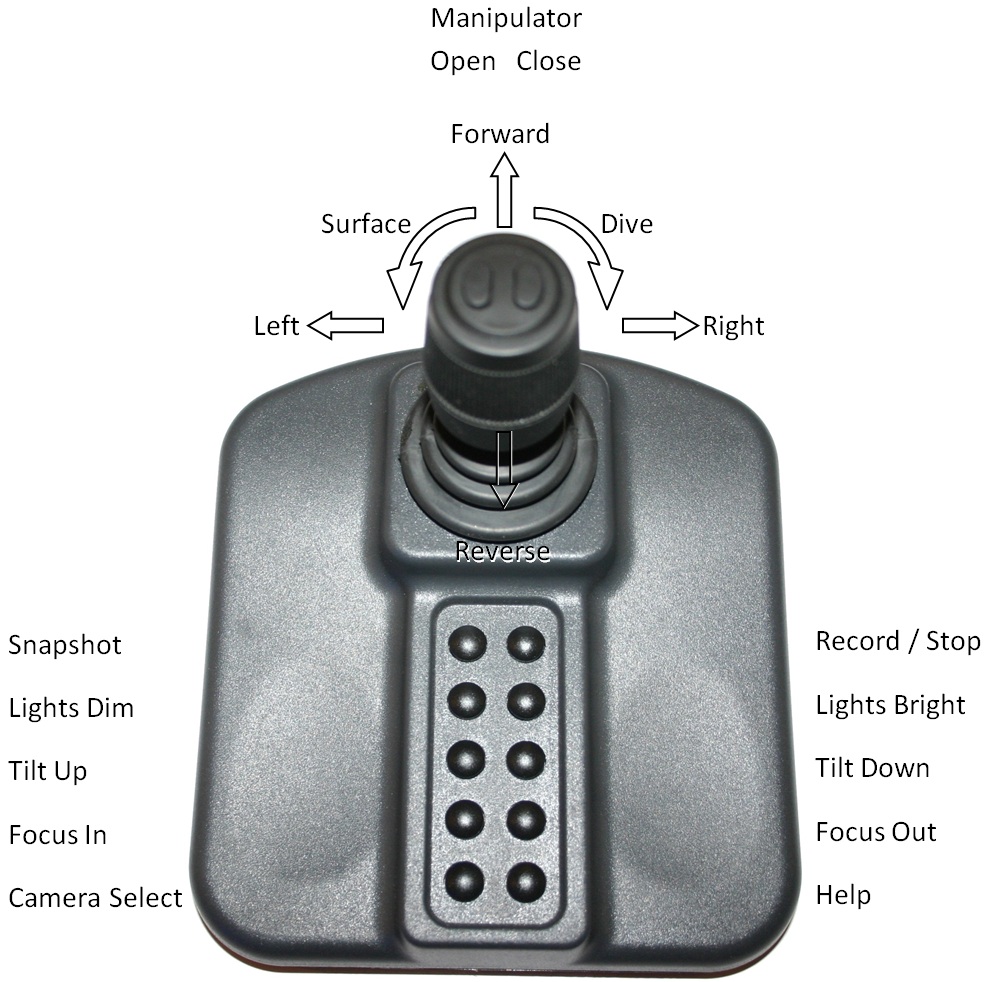 Manipulator
Open Close
Forward
Surface
Dive
Left
Right
Reverse
Snapshot
Record / Stop
Lights Dim
Lights Bright
Tilt Up
Tilt Down
Focus In
Focus Out
Camera Select
Help